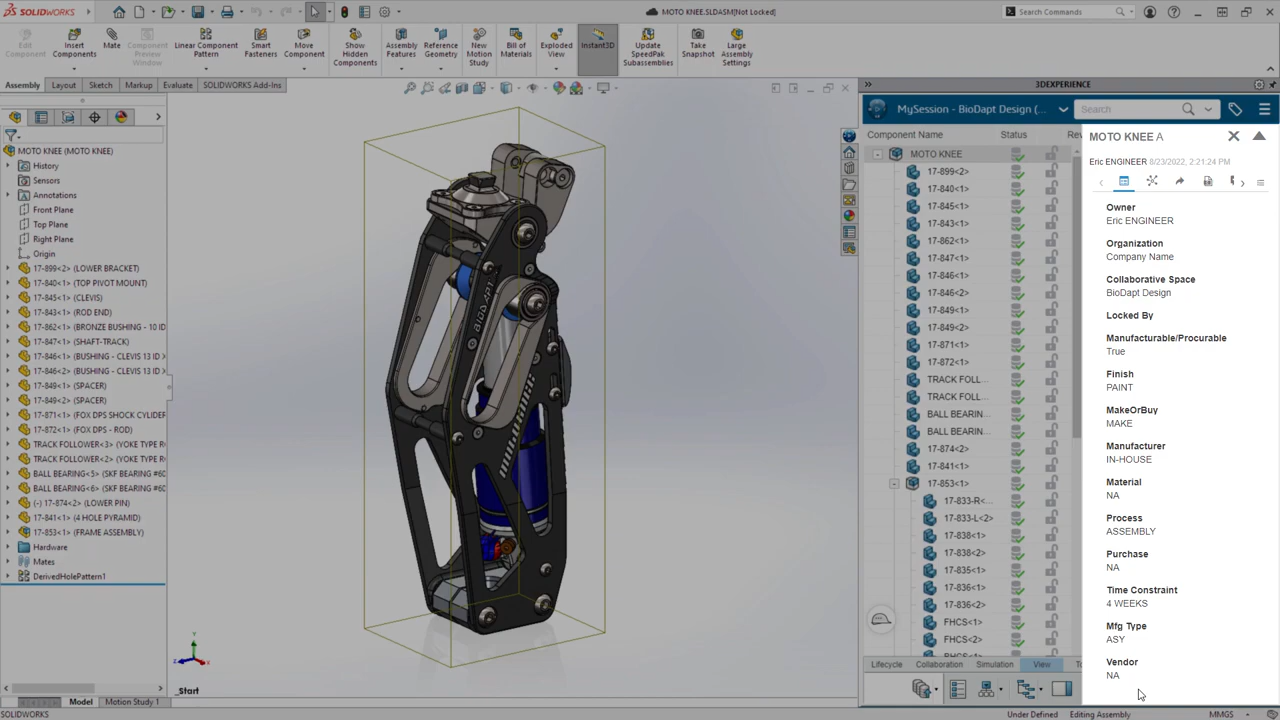 SOLIDWORKS
MOTO KNEE.SLDASM[Not Locked]
Search Commands
Edit Component
Insert Components
Mate
Component Preview Window
Linear Component Pattern
Smart Fasteners
Move Component
Show Hidden Components
Assembly Features
Reference Geometry
New Motion Study
Bill of Materials
Exploded View
Instant3D
Update SpeedPak Subassemblies
Take Snapshot
Large Assembly Settings
Assembly Layout Sketch Markup Evaluate SOLIDWORKS Add-Ins
MOTO KNEE (MOTO KNEE)
History
Sensors
Annotations
Front Plane
Top Plane
Right Plane
Origin
17-899<2> (LOWER BRACKET)
17-840<1> (TOP PIVOT MOUNT)
17-845<1> (CLEVIS)
17-843<1> (ROD END)
17-862<1> (BRONZE BUSHING - 10 ID
17-847<1> (SHAFT-TRACK)
17-846<1> (BUSHING - CLEVIS 13 ID
17-846<2> (BUSHING - CLEVIS 13 ID
17-849<1> (SPACER)
17-849<2> (SPACER)
17-871<1> (FOX DPS SHOCK CYLIDER
17-872<1> (FOX DPS - ROD)
TRACK FOLLOWER<3> (YOKE TYPE R
TRACK FOLLOWER<2> (YOKE TYPE R
BALL BEARING<5> (SKF BEARING #60
BALL BEARING<6> (SKF BEARING #60
(-) 17-874<2> (LOWER PIN)
17-841<1> (4 HOLE PYRAMID)
17-853<1> (FRAME ASSEMBLY)
Hardware
Mates
DerivedHolePattern1
BIODAPT
_Start
Model Motion Study 1
3DEXPERIENCE
MySession - BioDapt Design (...
Search
Component Name Status Rev
MOTO KNEE
17-899<2>
17-840<1>
17-845<1>
17-843<1>
17-862<1>
17-847<1>
17-846<1>
17-846<2>
17-849<1>
17-849<2>
17-871<1>
17-872<1>
TRACK FOLL...
TRACK FOLL...
BALL BEARIN...
BALL BEARIN...
17-874<2>
17-841<1>
17-853<1>
17-833-R<...
17-833-L<2>
17-838<1>
17-838<2>
17-835<1>
17-836<1>
17-836<2>
FHCS<1>
FHCS<2>
Lifecycle Collaboration Simulation View
MOTO KNEE A
Eric ENGINEER 8/23/2022, 2:21:24 PM
Owner
Eric ENGINEER
Organization
Company Name
Collaborative Space
BioDapt Design
Locked By
Manufacturable/Procurable
True
Finish
PAINT
MakeOrBuy
MAKE
Manufacturer
IN-HOUSE
Material
NA
Process
ASSEMBLY
Purchase
NA
Time Constraint
4 WEEKS
Mfg Type
ASY
Vendor
NA
SOLIDWORKS
Under Defined Editing Assembly MMGS